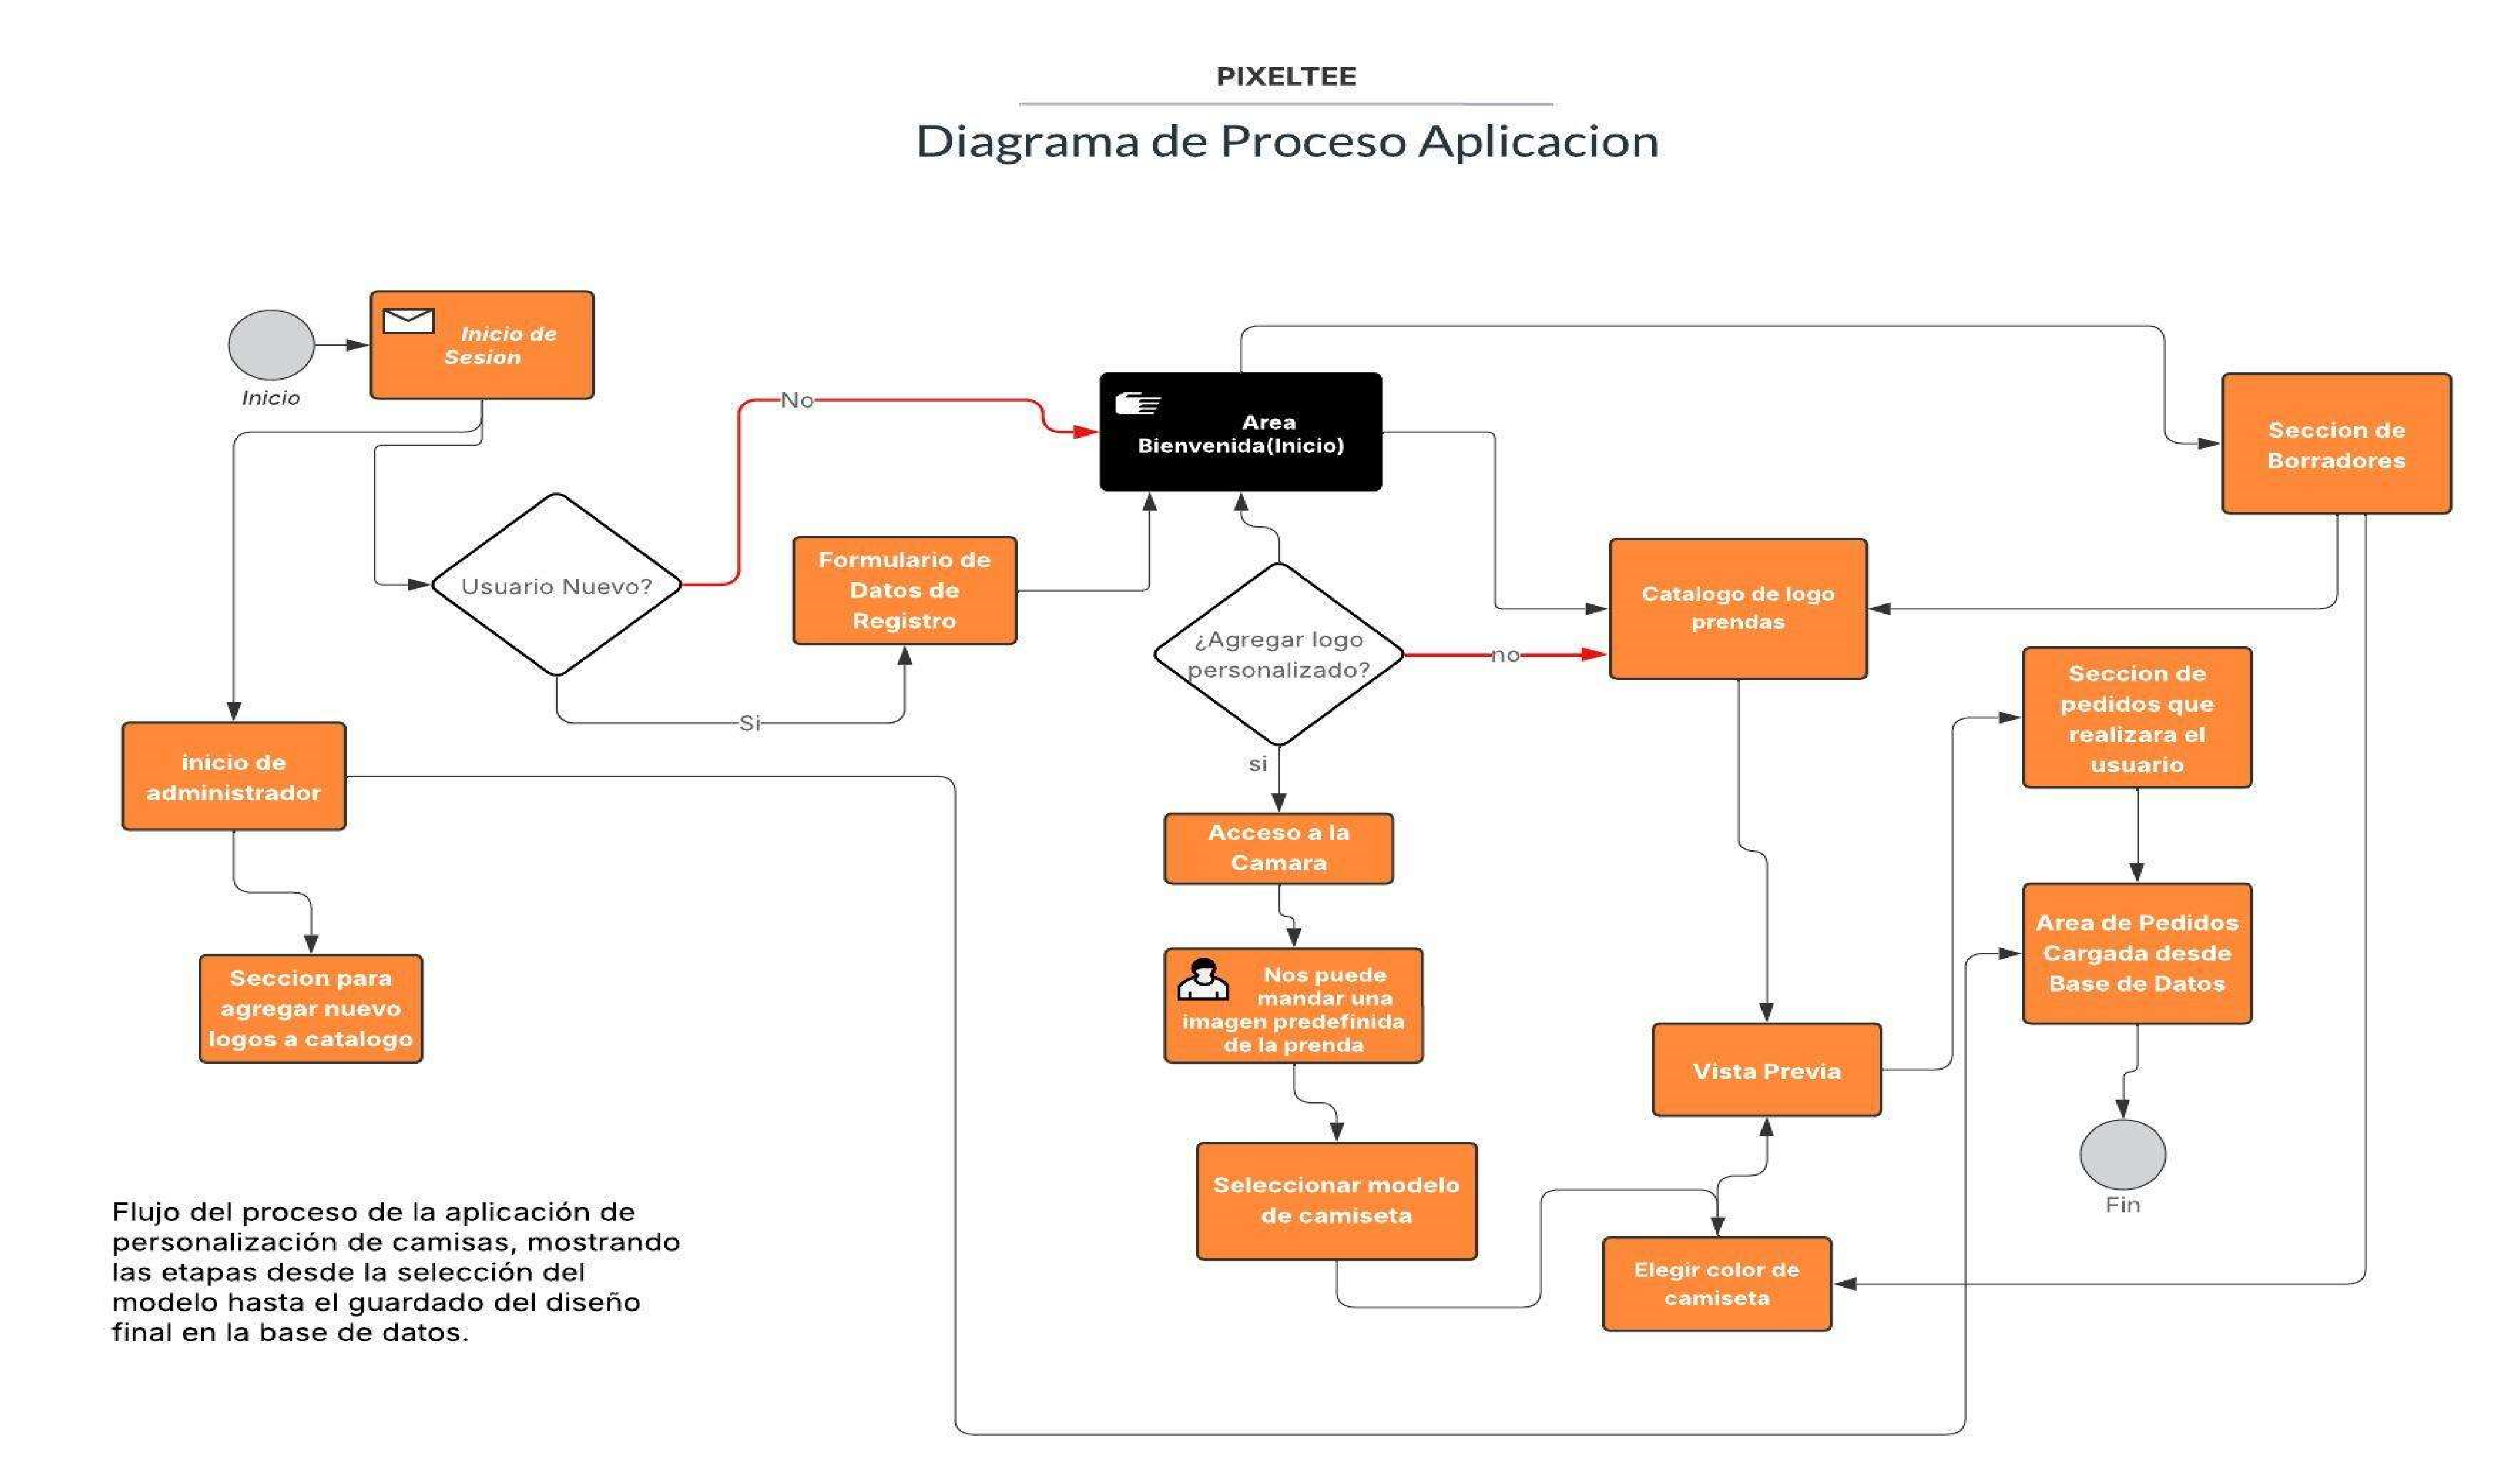 PIXELTEE
Diagrama de Proceso Aplicacion
Inicio
Inicio de
Sesion
Usuario Nuevo?
No
Si
Formulario de
Datos de
Registro
Area
Bienvenida(Inicio)
Seccion de
Borradores
Catalogo de logo
prendas
¿Agregar logo
personalizado?
no
si
Seccion de
pedidos que
realizara el
usuario
inicio de
administrador
Acceso a la
Camara
Area de Pedidos
Cargada desde
Base de Datos
Seccion para
agregar nuevo
logos a catalogo
Nos puede
mandar una
imagen predefinida
de la prenda
Vista Previa
Seleccionar modelo
de camiseta
Fin
Elegir color de
camiseta
Flujo del proceso de la aplicación de
personalización de camisas, mostrando
las etapas desde la selección del
modelo hasta el guardado del diseño
final en la base de datos.